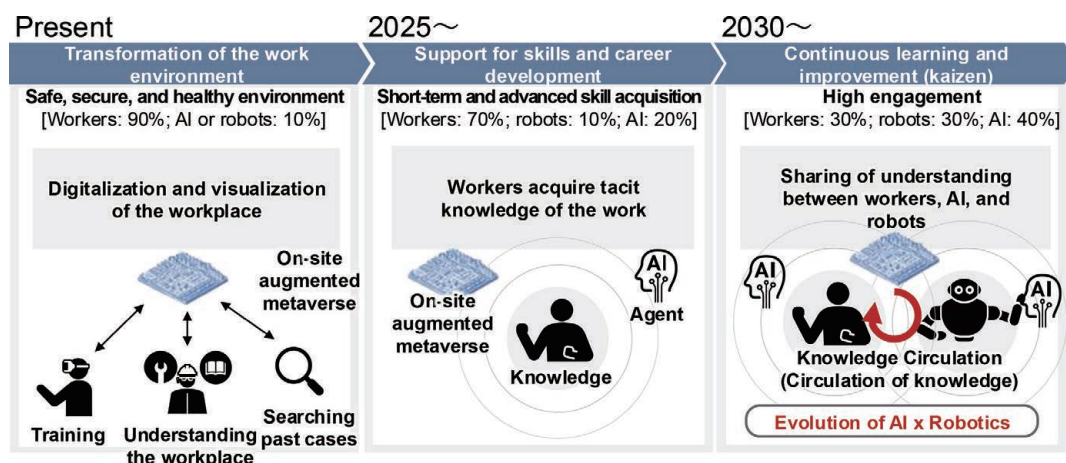 Present
Transformation of the work
environment
Safe, secure, and healthy environment
[Workers: 90%; AI or robots: 10%]
Digitalization and visualization
of the workplace
On-site
augmented
metaverse
Training
Understanding
the workplace
Searching
past cases
2025～
Support for skills and career
development
Short-term and advanced skill acquisition
[Workers: 70%; robots: 10%; AI: 20%]
Workers acquire tacit
knowledge of the work
On-site
augmented
metaverse
AI
Agent
Knowledge
2030～
Continuous learning and
improvement (kaizen)
High engagement
[Workers: 30%; robots: 30%; AI: 40%]
Sharing of understanding
between workers, AI, and
robots
AI
AI
Knowledge Circulation
(Circulation of knowledge)
Evolution of AI x Robotics